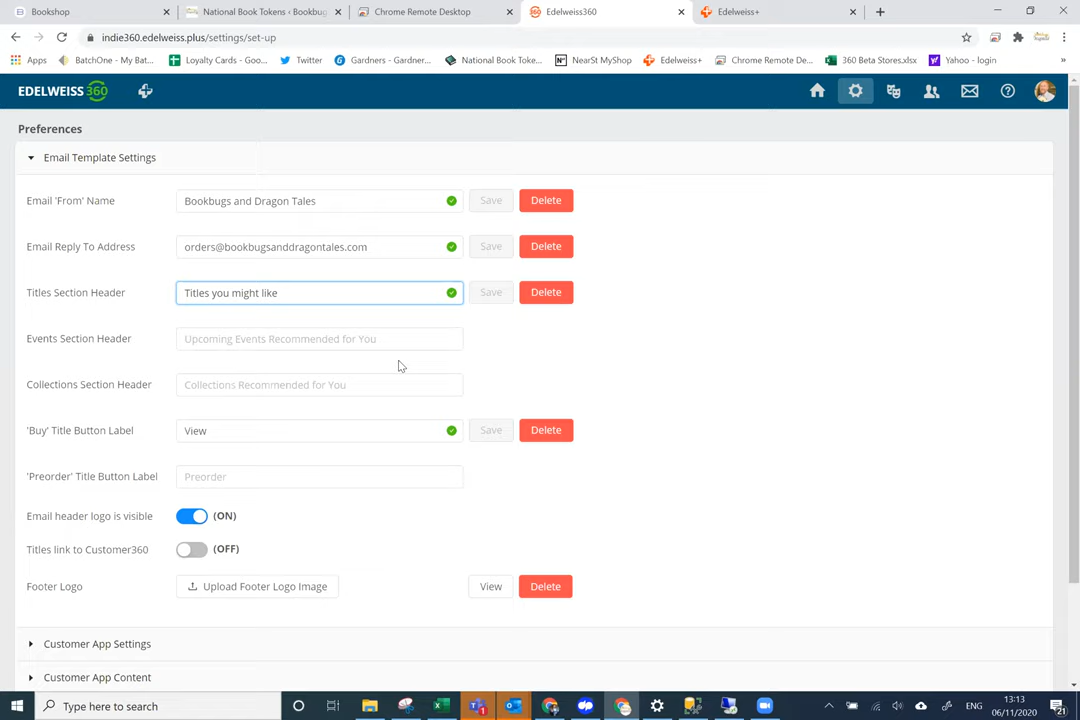 Bookshop
National Book Tokens ‹ Bookbug
Chrome Remote Desktop
Edelweiss360
Edelweiss+
indie360.edelweiss.plus/settings/set-up
Apps
BatchOne - My Bat...
Loyalty Cards - Goo...
Twitter
Gardners - Gardner...
National Book Toke...
NearSt MyShop
Edelweiss+
Chrome Remote De...
360 Beta Stores.xlsx
Yahoo - login
EDELWEISS 360
Preferences
Email Template Settings
Email 'From' Name Bookbugs and Dragon Tales Save Delete
Email Reply To Address orders@bookbugsanddragontales.com Save Delete
Titles Section Header Titles you might like Save Delete
Events Section Header Upcoming Events Recommended for You
Collections Section Header Collections Recommended for You
'Buy' Title Button Label View Save Delete
'Preorder' Title Button Label Preorder
Email header logo is visible (ON)
Titles link to Customer360 (OFF)
Footer Logo Upload Footer Logo Image View Delete
Customer App Settings
Customer App Content
Type here to search
ENG
13:13
06/11/2020
21